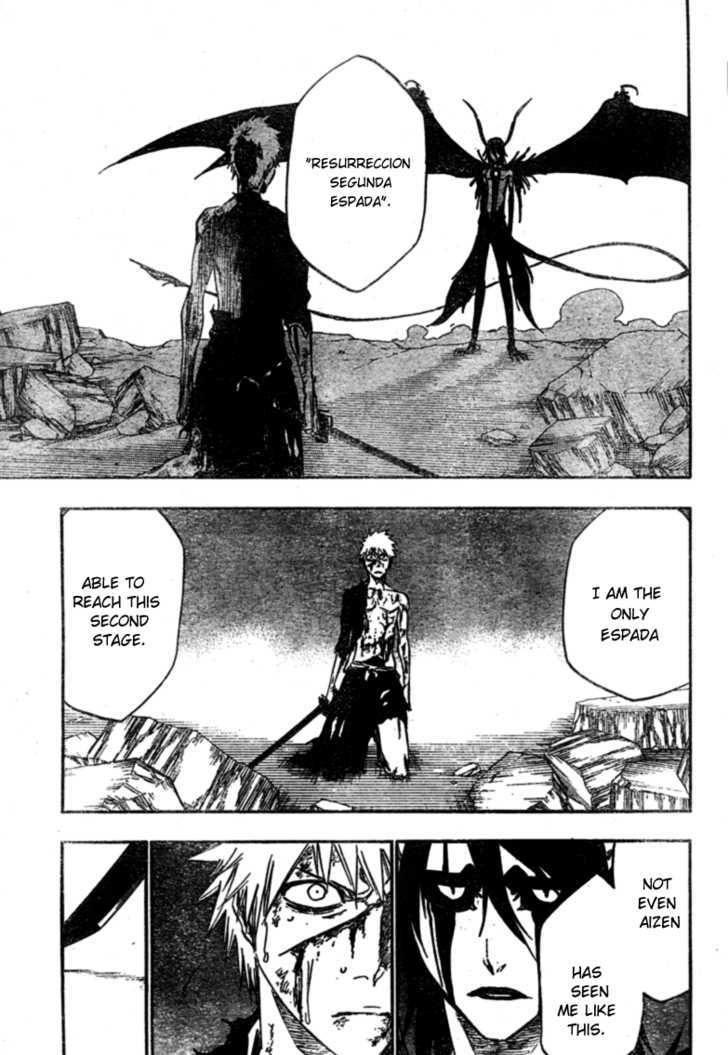 "RESURRECCION
SEGUNDA
ESPADA".
I AM THE
ONLY
ESPADA
ABLE TO
REACH THIS
SECOND
STAGE.
NOT
EVEN
AIZEN
HAS
SEEN
ME LIKE
THIS.